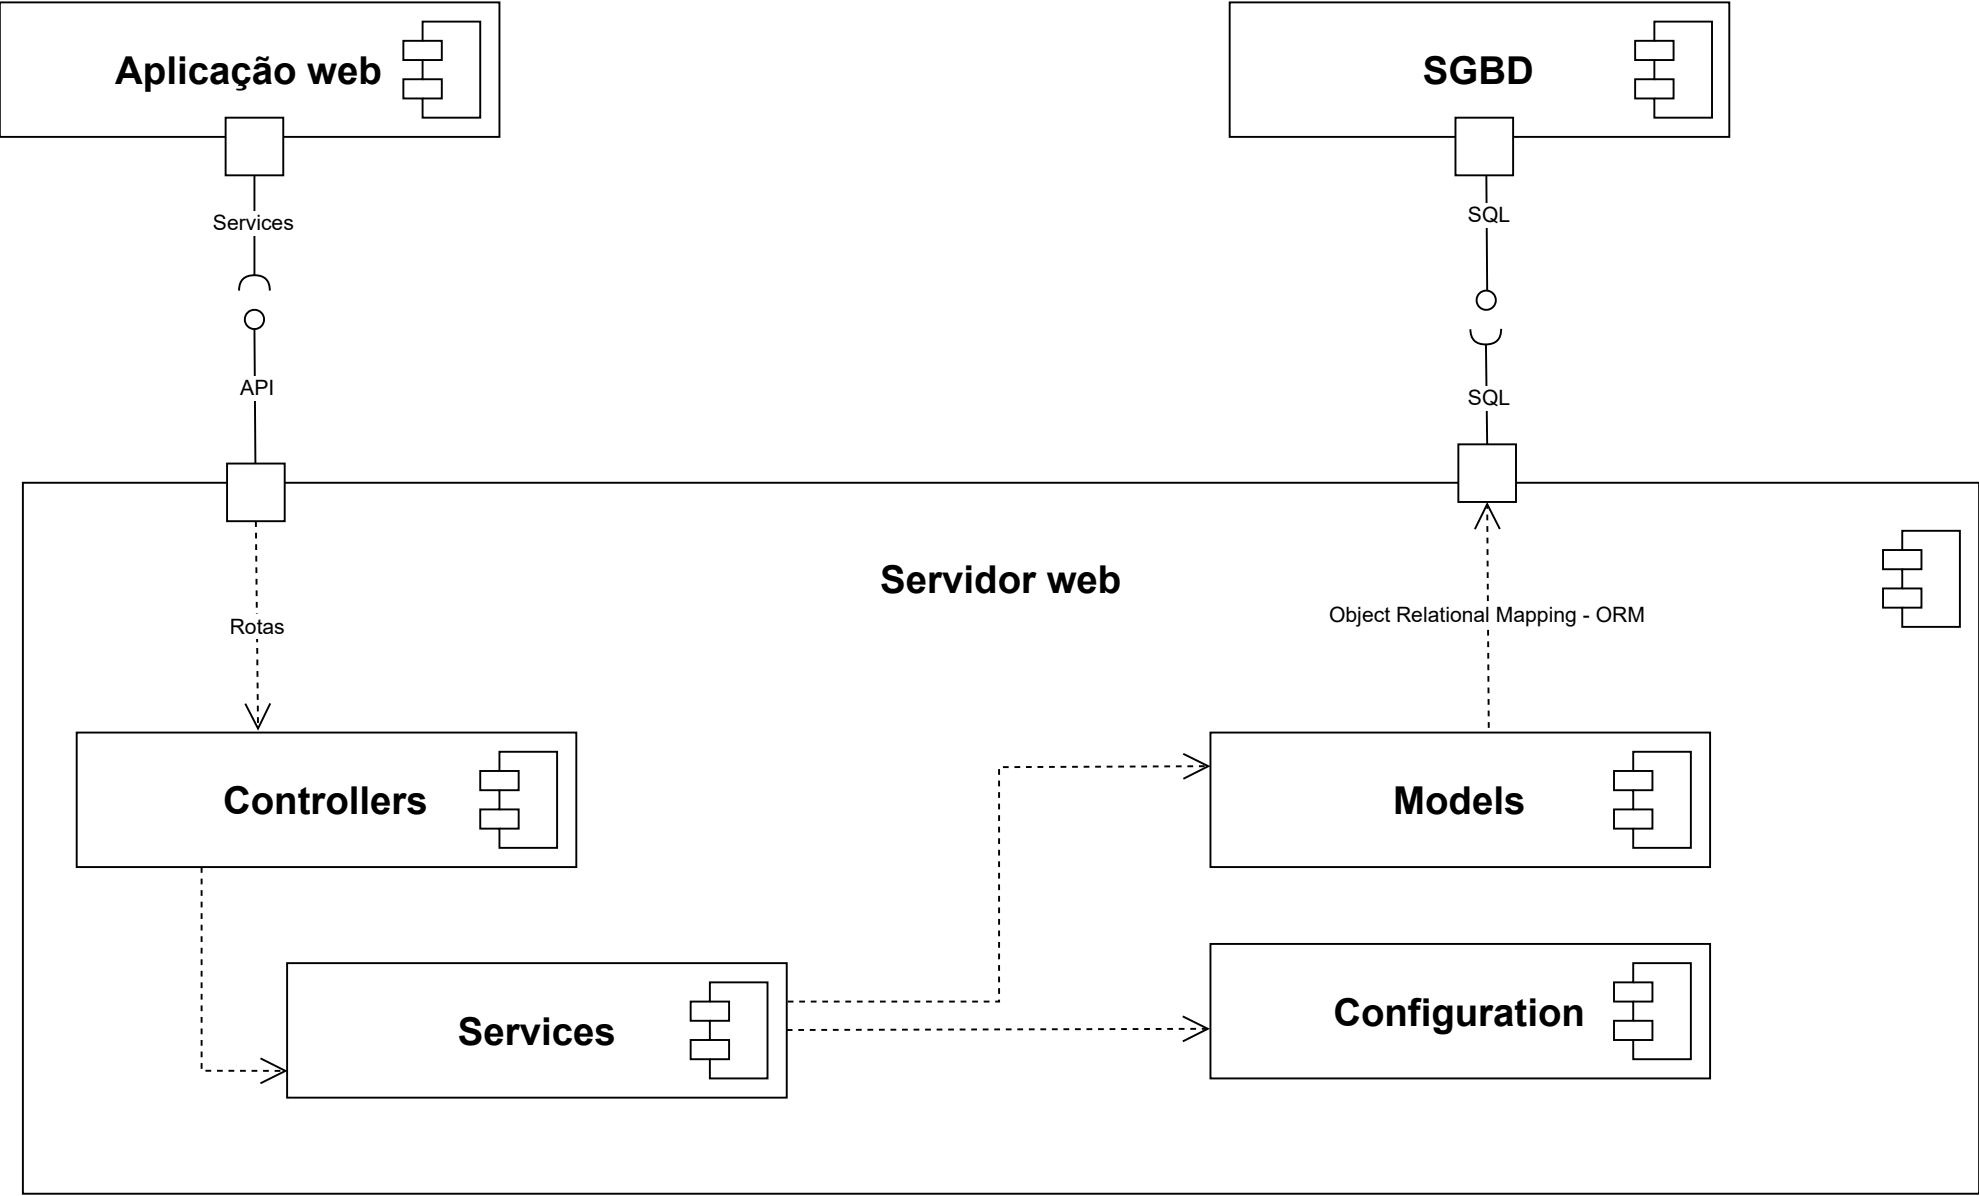 Aplicação web
SGBD
Services
SQL
API
SQL
Servidor web
Rotas
Object Relational Mapping - ORM
Controllers
Models
Services
Configuration